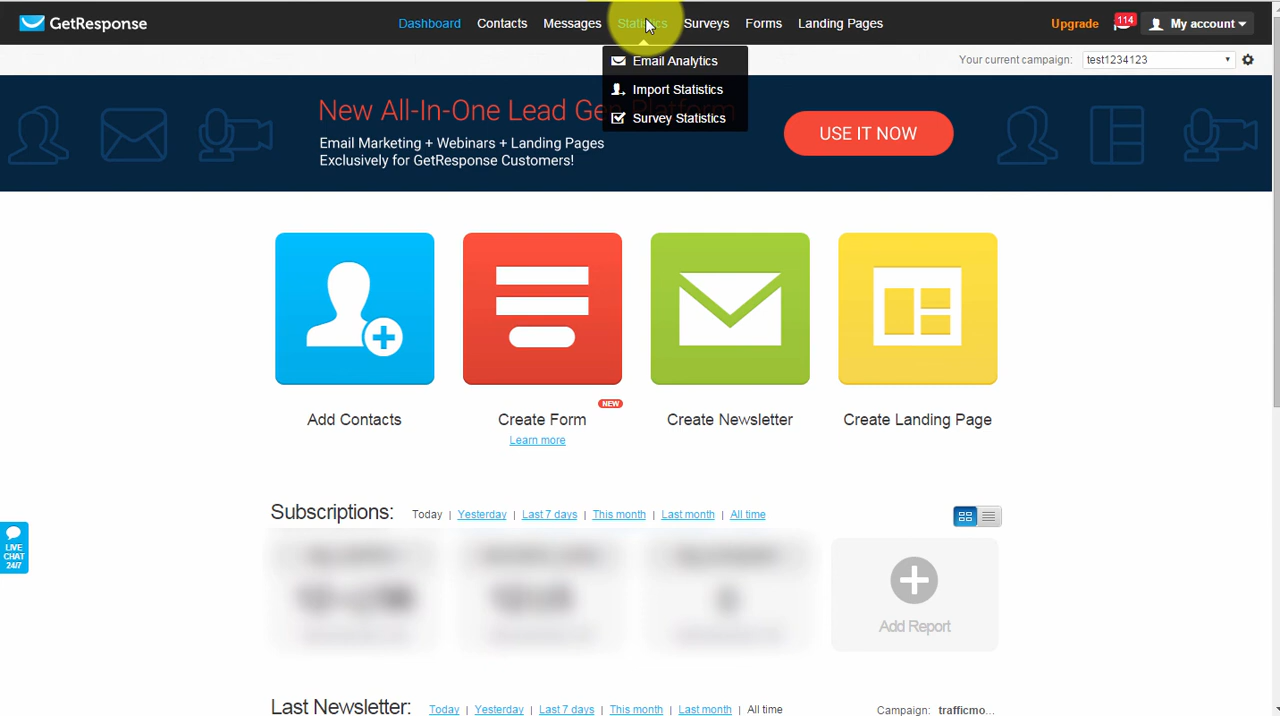 GetResponse
Dashboard Contacts Messages Statistics Surveys Forms Landing Pages
Upgrade 114 My account
Email Analytics
Import Statistics
Survey Statistics
Your current campaign: test1234123
New All-In-One Lead Gen Platform
Email Marketing + Webinars + Landing Pages
Exclusively for GetResponse Customers!
USE IT NOW
Add Contacts
Create Form
NEW
Learn more
Create Newsletter
Create Landing Page
Subscriptions: Today | Yesterday | Last 7 days | This month | Last month | All time
LIVE
CHAT
24/7
Add Report
Last Newsletter: Today | Yesterday | Last 7 days | This month | Last month | All time
Campaign: trafficmo...